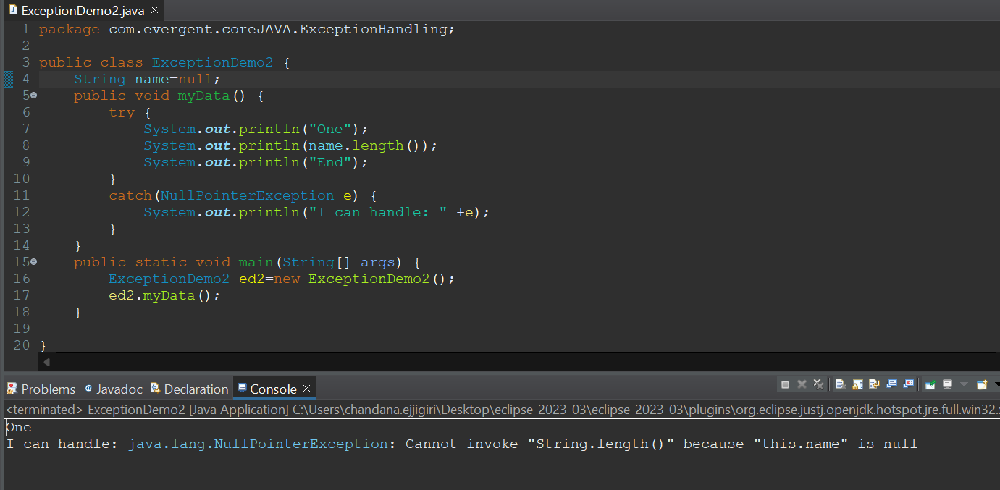 ExceptionDemo2.java
1 package com.evergent.coreJAVA.ExceptionHandling;
2
3 public class ExceptionDemo2 {
4     String name=null;
5     public void myData() {
6         try {
7             System.out.println("One");
8             System.out.println(name.length());
9             System.out.println("End");
10         }
11         catch(NullPointerException e) {
12             System.out.println("I can handle: " +e);
13         }
14     }
15     public static void main(String[] args) {
16         ExceptionDemo2 ed2=new ExceptionDemo2();
17         ed2.myData();
18     }
19
20 }
Problems Javadoc Declaration Console
<terminated> ExceptionDemo2 [Java Application] C:\Users\chandana.ejjigiri\Desktop\eclipse-2023-03\eclipse-2023-03\plugins\org.eclipse.justj.openjdk.hotspot.jre.full.win32.
One
I can handle: java.lang.NullPointerException: Cannot invoke "String.length()" because "this.name" is null